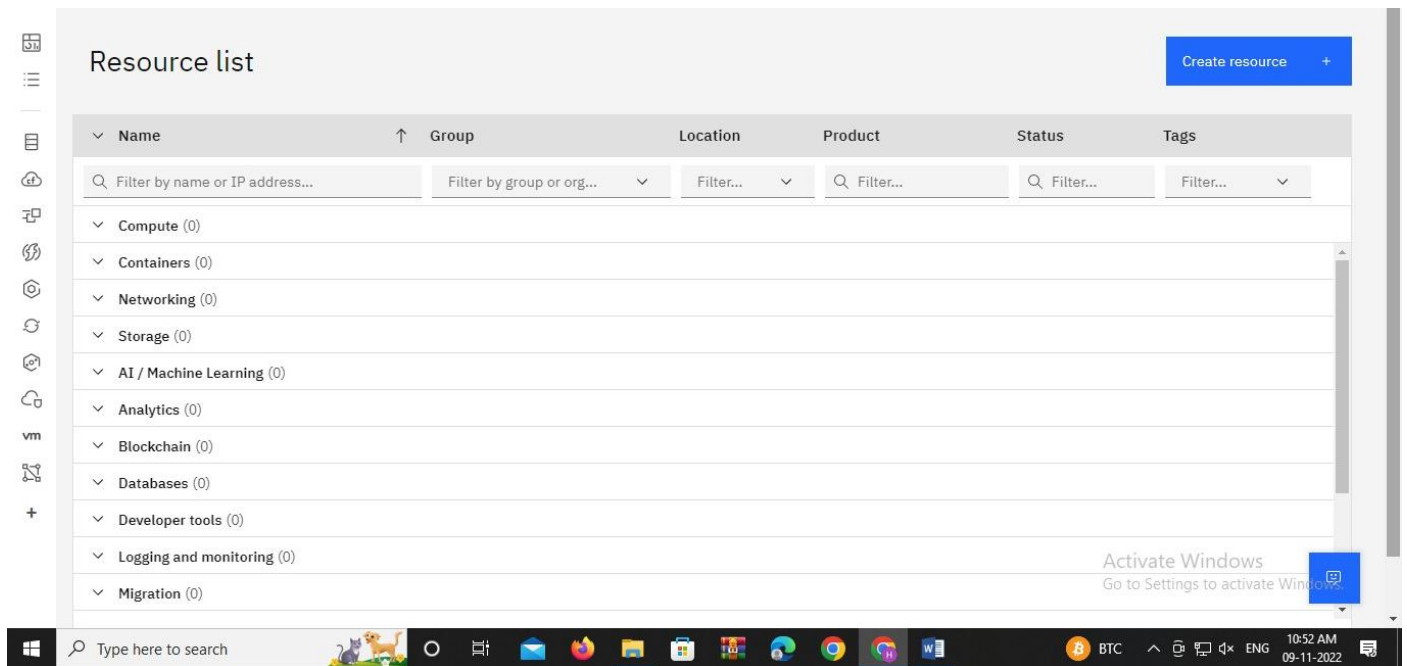 Resource list
Create resource +
Name Group Location Product Status Tags
Filter by name or IP address... Filter by group or org... Filter... Filter... Filter... Filter...
Compute (0)
Containers (0)
Networking (0)
Storage (0)
AI / Machine Learning (0)
Analytics (0)
Blockchain (0)
Databases (0)
Developer tools (0)
Logging and monitoring (0)
Migration (0)
vm
Activate Windows
Go to Settings to activate Windows.
Type here to search
BTC
ENG
10:52 AM
09-11-2022